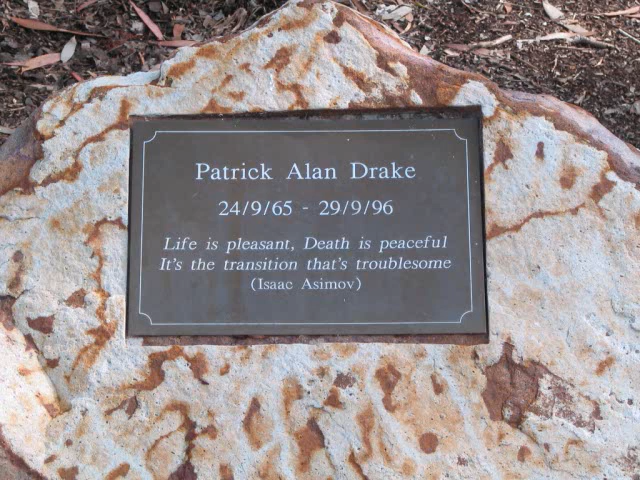 Patrick Alan Drake
24/9/65 - 29/9/96
Life is pleasant, Death is peaceful
It's the transition that's troublesome
(Isaac Asimov)